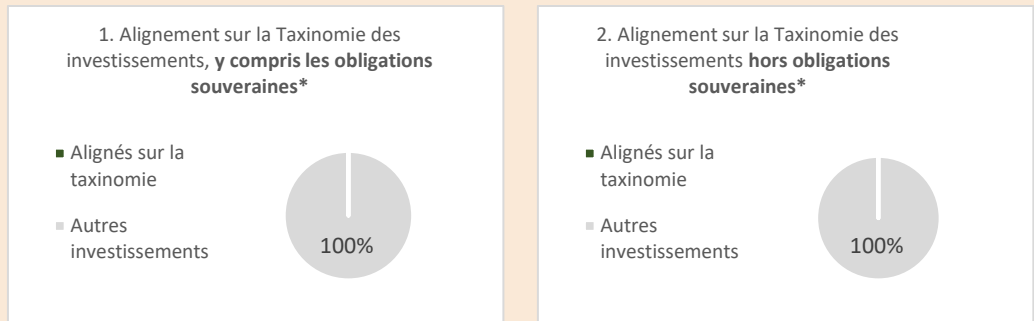 1. Alignement sur la Taxinomie des
investissements, y compris les obligations
souveraines*
Alignés sur la
taxinomie
Autres
investissements
100%
2. Alignement sur la Taxinomie des
investissements hors obligations
souveraines*
Alignés sur la
taxinomie
Autres
investissements
100%